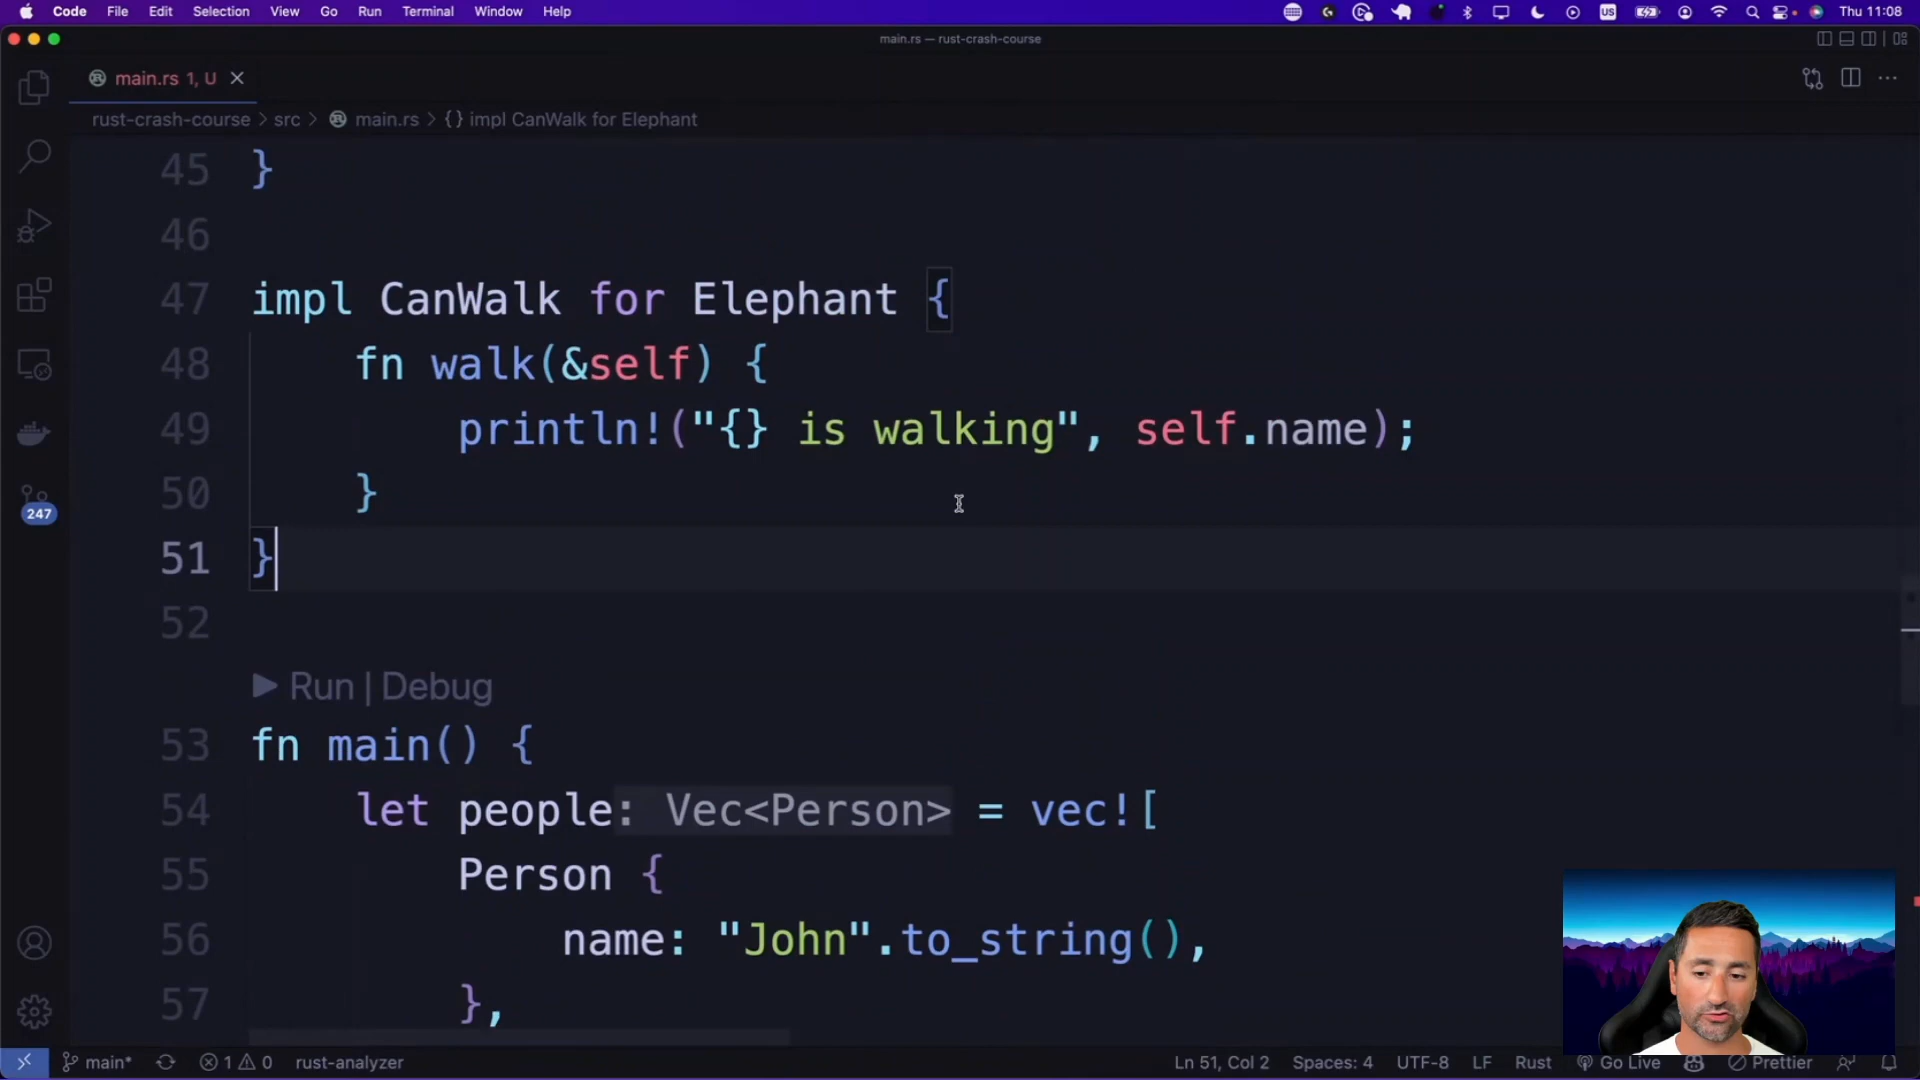 Code File Edit Selection View Go Run Terminal Window Help US Thu 11:08
main.rs — rust-crash-course
main.rs 1, U
rust-crash-course > src > main.rs > {} impl CanWalk for Elephant
45 }
46
47 impl CanWalk for Elephant {
48 fn walk(&self) {
49 println!("{} is walking", self.name);
50 }
51 }
52
Run | Debug
53 fn main() {
54 let people: Vec<Person> = vec![
55 Person {
56 name: "John".to_string(),
57 },
247
main* 1 0 rust-analyzer Ln 51, Col 2 Spaces: 4 UTF-8 LF Rust Go Live Prettier